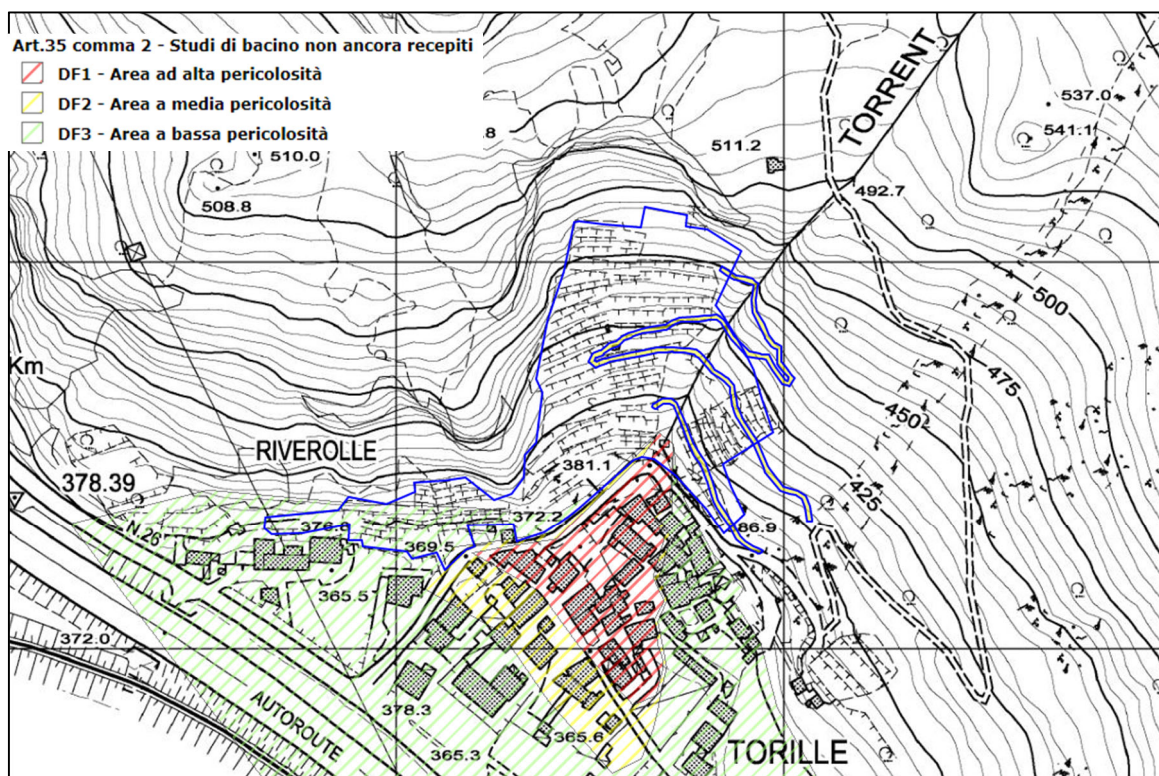 Art.35 comma 2 - Studi di bacino non ancora recepiti
DF1 - Area ad alta pericolosità
DF2 - Area a media pericolosità
DF3 - Area a bassa pericolosità
TORRENT
537.0
541.1
510.0
511.2
508.8
492.7
500
Km
475
450
RIVEROLLE
378.39
381.1
425
N.26
372.2
86.9
369.5
365.5
372.0
AUTOROUTE
378.3
365.6
365.3
TORILLE